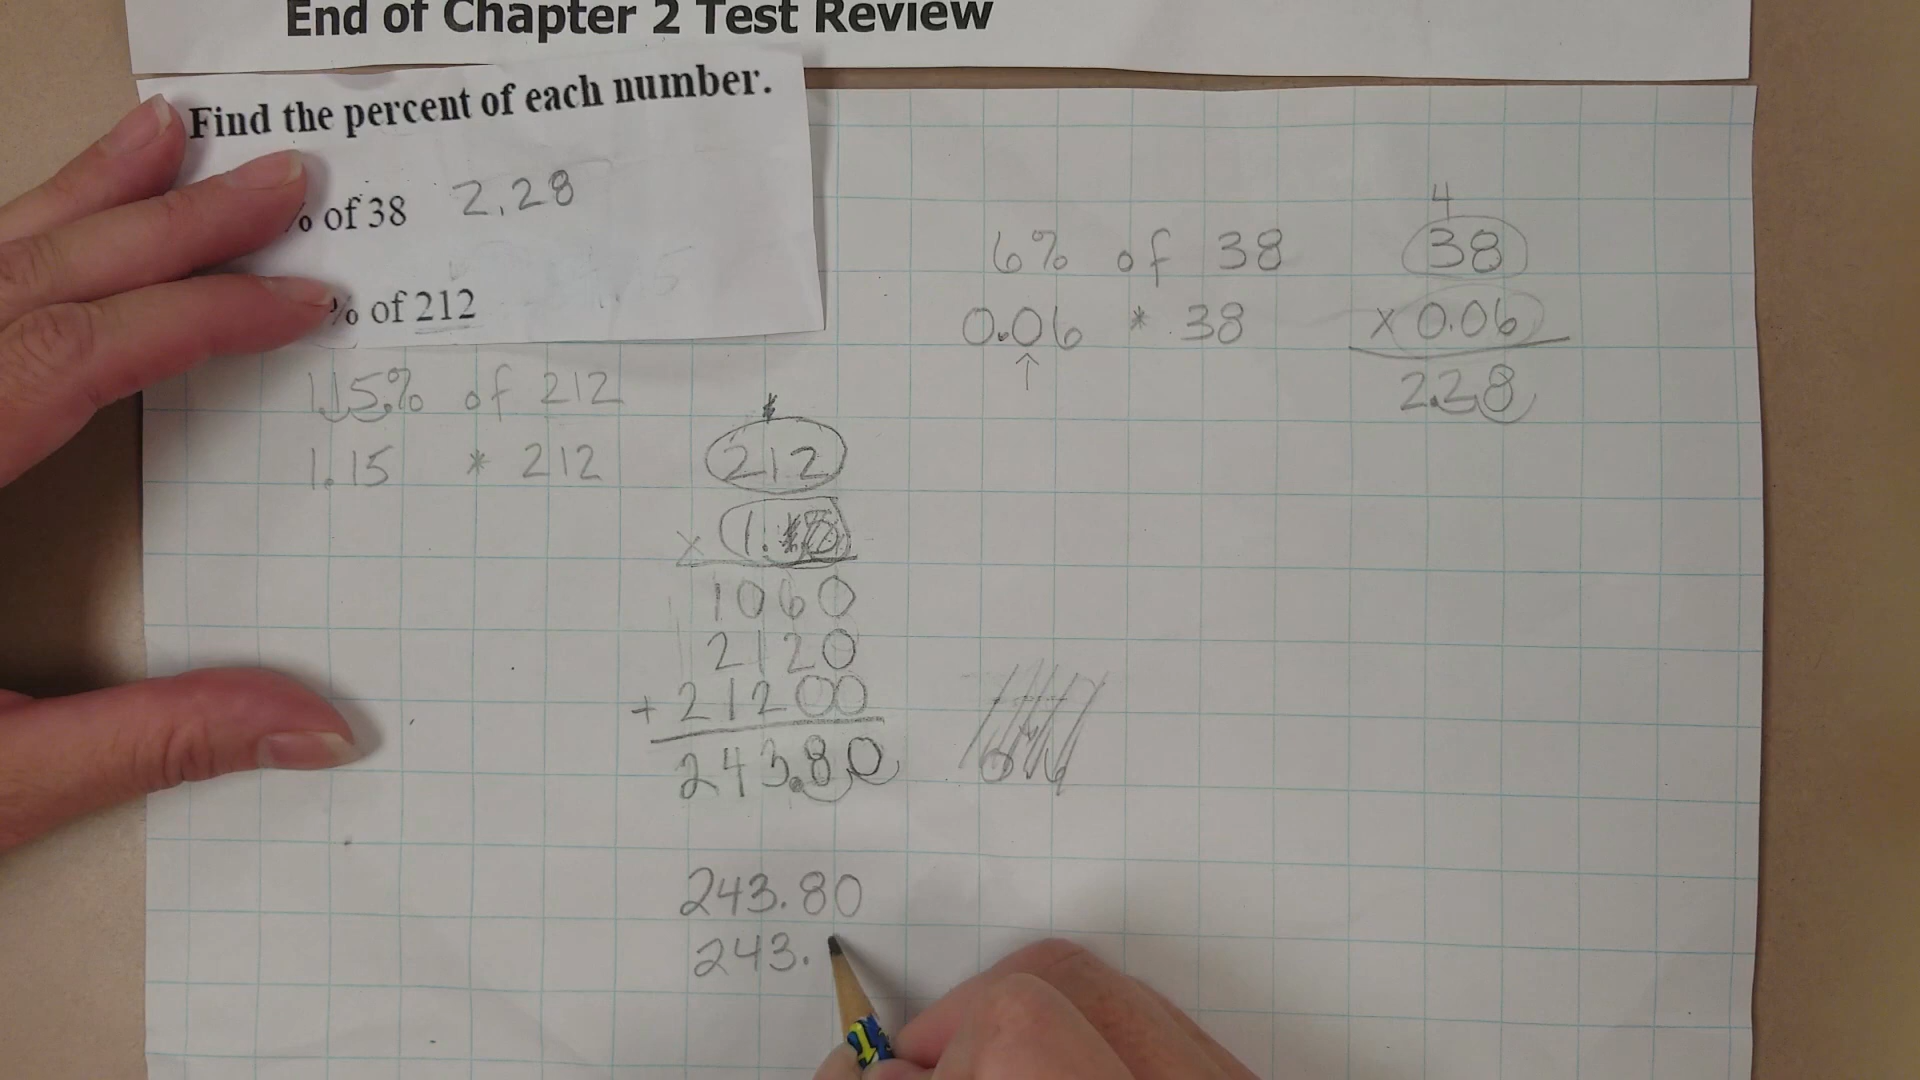 End of Chapter 2 Test Review
Find the percent of each number.
% of 38 2.28
% of 212
115.% of 212
1.15 * 212
212
x 1.15
1060
2120
+ 21200
243.80
243.80
243.
6% of 38
0.06 * 38
4
38
x 0.06
2.28